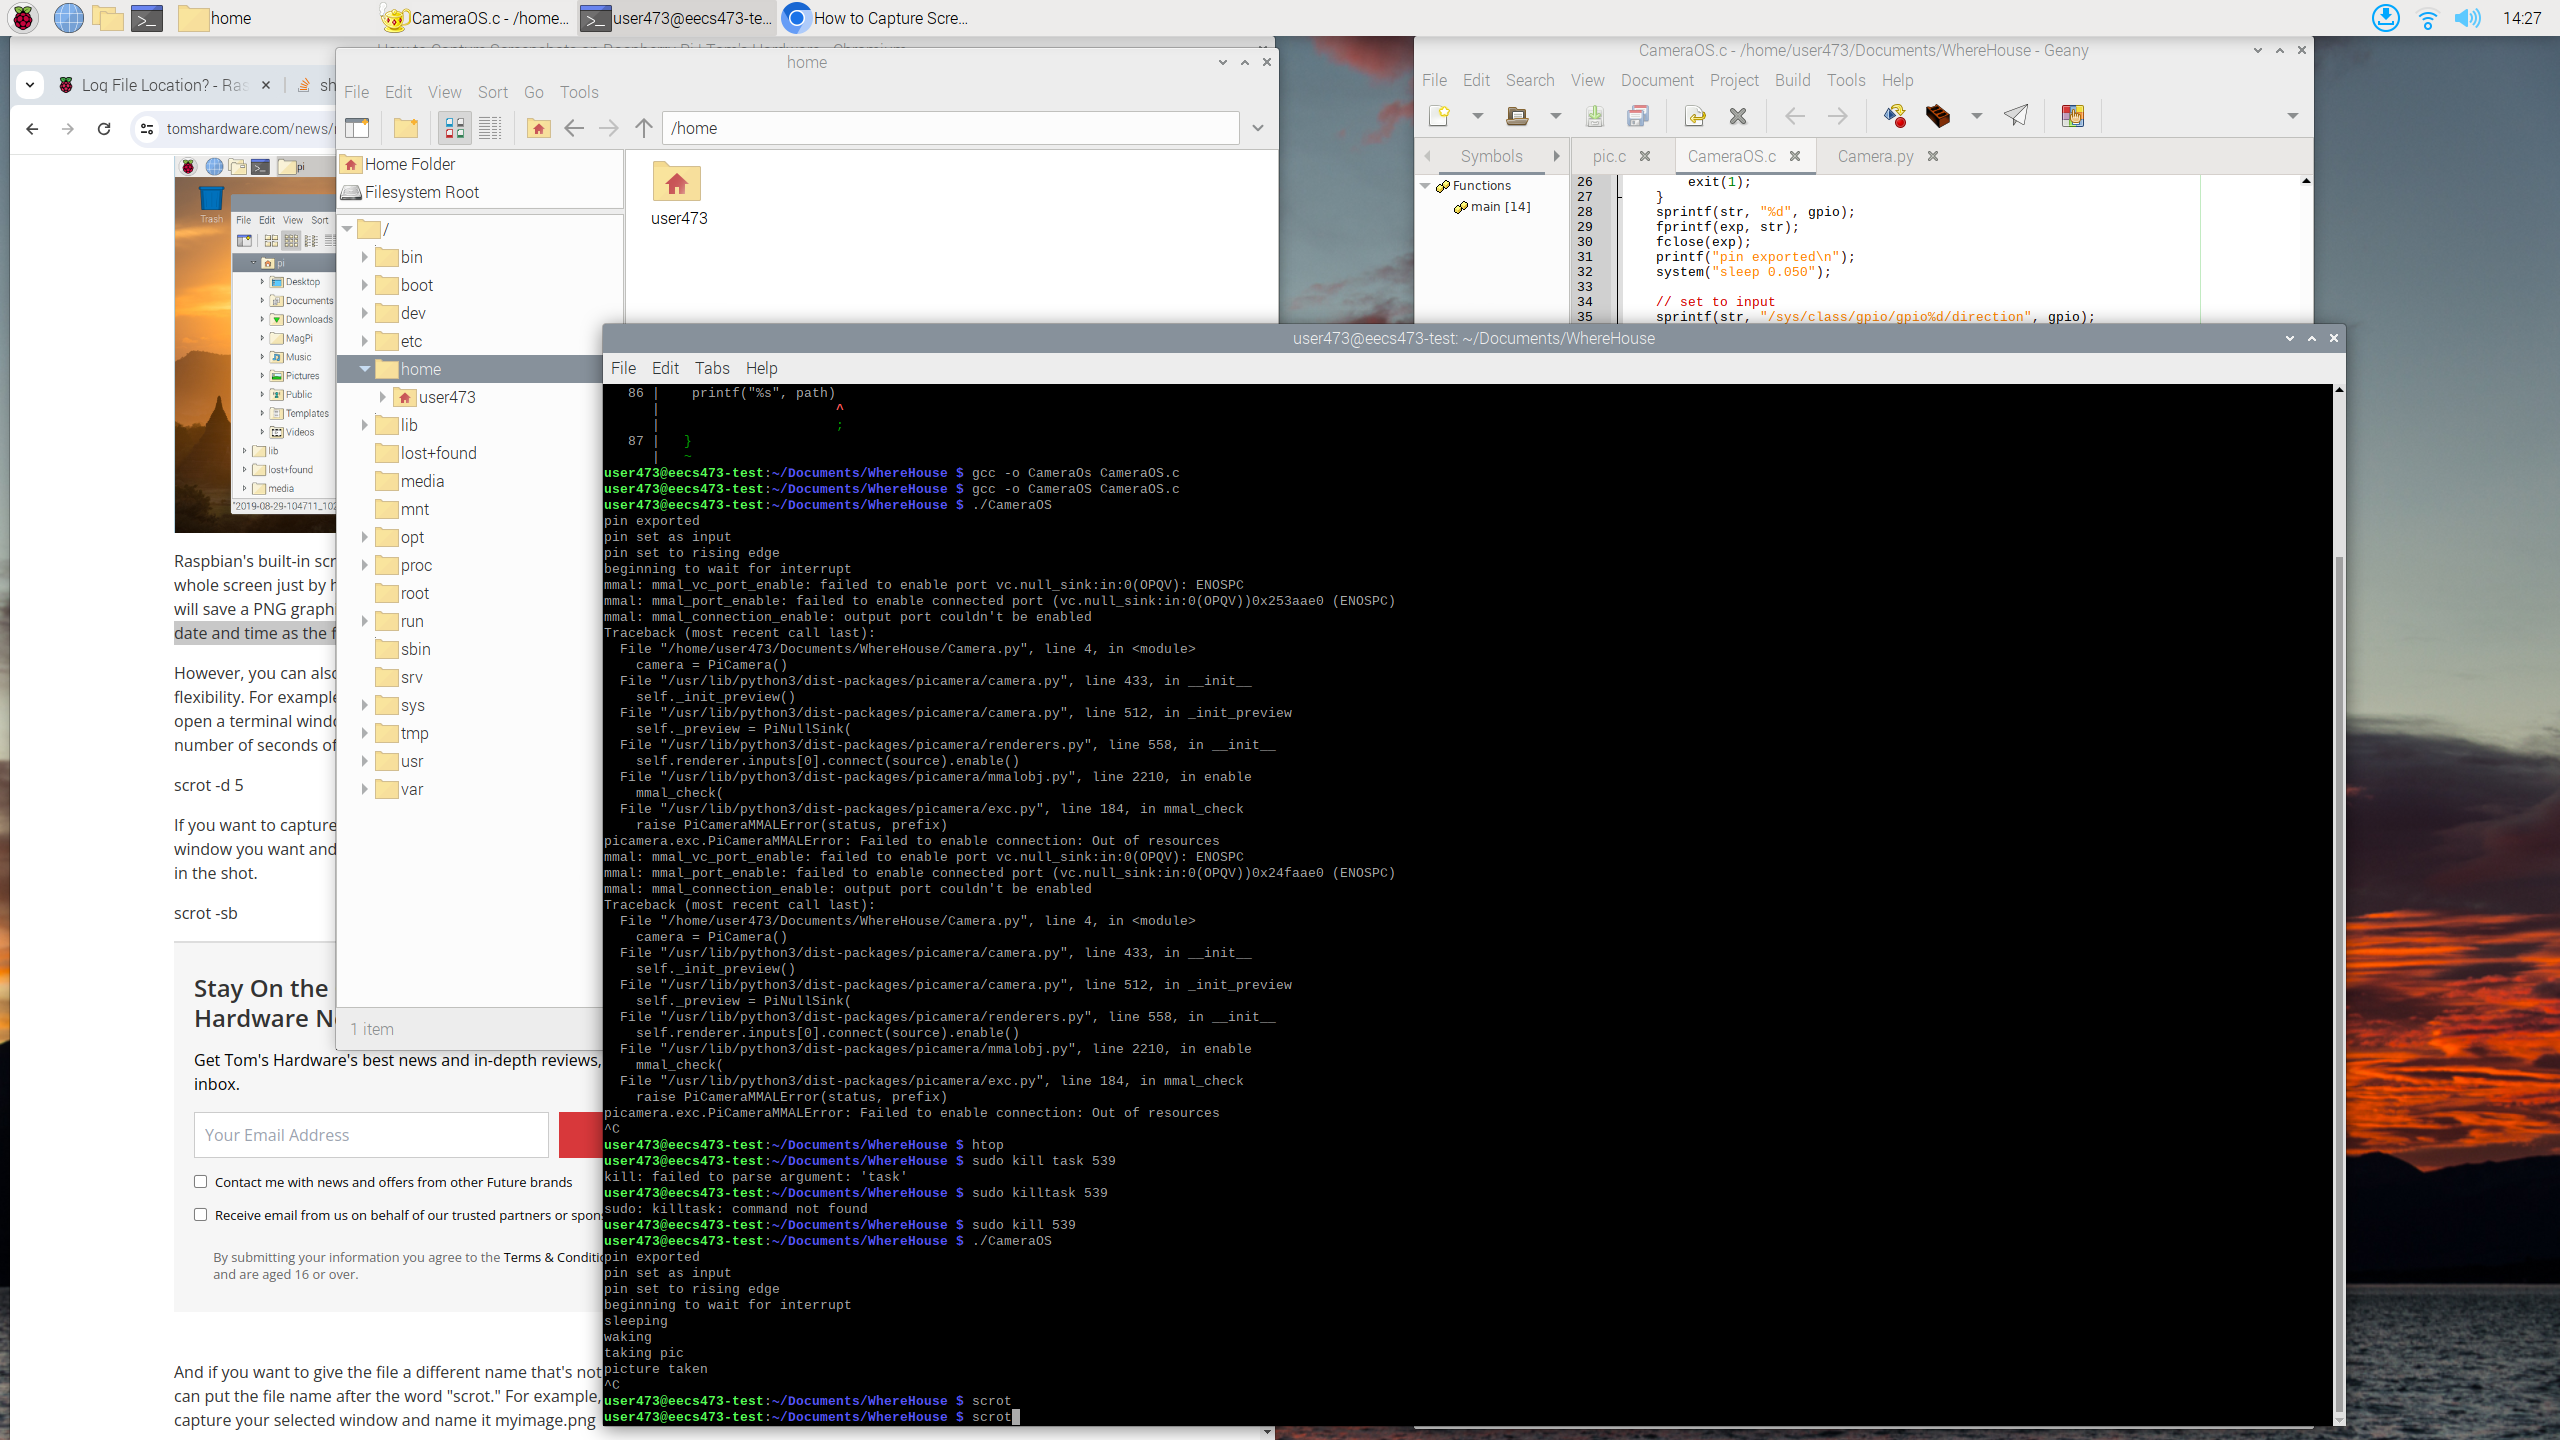 home
CameraOS.c - /home...
user473@eecs473-te...
How to Capture Scre...
14:27
Log File Location? - Ras
sh
tomshardware.com/news/
pi
Trash
File Edit View Sort
pi
Desktop
Documents
Downloads
MagPi
Music
Pictures
Public
Templates
Videos
lib
lost+found
media
Raspbian's built-in scr
whole screen just by h
will save a PNG graph
date and time as the f
However, you can also
flexibility. For example
open a terminal windo
number of seconds of
scrot -d 5
If you want to capture
window you want and
in the shot.
scrot -sb
Stay On the
Hardware Ne
Get Tom's Hardware's best news and in-depth reviews,
inbox.
Your Email Address
Contact me with news and offers from other Future brands
Receive email from us on behalf of our trusted partners or spons
By submitting your information you agree to the Terms & Conditio
and are aged 16 or over.
And if you want to give the file a different name that's not
can put the file name after the word "scrot." For example,
capture your selected window and name it myimage.png
home
File Edit View Sort Go Tools
/home
Home Folder
Filesystem Root
/
bin
boot
dev
etc
home
user473
lib
lost+found
media
mnt
opt
proc
root
run
sbin
srv
sys
tmp
usr
var
user473
1 item
CameraOS.c - /home/user473/Documents/WhereHouse - Geany
File Edit Search View Document Project Build Tools Help
Symbols
pic.c
CameraOS.c
Camera.py
Functions
main [14]
26 exit(1);
27 }
28 sprintf(str, "%d", gpio);
29 fprintf(exp, str);
30 fclose(exp);
31 printf("pin exported\n");
32 system("sleep 0.050");
33
34 // set to input
35 sprintf(str, "/sys/class/gpio/gpio%d/direction", gpio);
user473@eecs473-test: ~/Documents/WhereHouse
File Edit Tabs Help
86 | printf("%s", path)
| ^
| ;
87 | }
| ~
user473@eecs473-test:~/Documents/WhereHouse $ gcc -o CameraOs CameraOS.c
user473@eecs473-test:~/Documents/WhereHouse $ gcc -o CameraOS CameraOS.c
user473@eecs473-test:~/Documents/WhereHouse $ ./CameraOS
pin exported
pin set as input
pin set to rising edge
beginning to wait for interrupt
mmal: mmal_vc_port_enable: failed to enable port vc.null_sink:in:0(OPQV): ENOSPC
mmal: mmal_port_enable: failed to enable connected port (vc.null_sink:in:0(OPQV))0x253aae0 (ENOSPC)
mmal: mmal_connection_enable: output port couldn't be enabled
Traceback (most recent call last):
File "/home/user473/Documents/WhereHouse/Camera.py", line 4, in <module>
camera = PiCamera()
File "/usr/lib/python3/dist-packages/picamera/camera.py", line 433, in __init__
self._init_preview()
File "/usr/lib/python3/dist-packages/picamera/camera.py", line 512, in _init_preview
self._preview = PiNullSink(
File "/usr/lib/python3/dist-packages/picamera/renderers.py", line 558, in __init__
self.renderer.inputs[0].connect(source).enable()
File "/usr/lib/python3/dist-packages/picamera/mmalobj.py", line 2210, in enable
mmal_check(
File "/usr/lib/python3/dist-packages/picamera/exc.py", line 184, in mmal_check
raise PiCameraMMALError(status, prefix)
picamera.exc.PiCameraMMALError: Failed to enable connection: Out of resources
mmal: mmal_vc_port_enable: failed to enable port vc.null_sink:in:0(OPQV): ENOSPC
mmal: mmal_port_enable: failed to enable connected port (vc.null_sink:in:0(OPQV))0x24faae0 (ENOSPC)
mmal: mmal_connection_enable: output port couldn't be enabled
Traceback (most recent call last):
File "/home/user473/Documents/WhereHouse/Camera.py", line 4, in <module>
camera = PiCamera()
File "/usr/lib/python3/dist-packages/picamera/camera.py", line 433, in __init__
self._init_preview()
File "/usr/lib/python3/dist-packages/picamera/camera.py", line 512, in _init_preview
self._preview = PiNullSink(
File "/usr/lib/python3/dist-packages/picamera/renderers.py", line 558, in __init__
self.renderer.inputs[0].connect(source).enable()
File "/usr/lib/python3/dist-packages/picamera/mmalobj.py", line 2210, in enable
mmal_check(
File "/usr/lib/python3/dist-packages/picamera/exc.py", line 184, in mmal_check
raise PiCameraMMALError(status, prefix)
picamera.exc.PiCameraMMALError: Failed to enable connection: Out of resources
^C
user473@eecs473-test:~/Documents/WhereHouse $ htop
user473@eecs473-test:~/Documents/WhereHouse $ sudo kill task 539
kill: failed to parse argument: 'task'
user473@eecs473-test:~/Documents/WhereHouse $ sudo killtask 539
sudo: killtask: command not found
user473@eecs473-test:~/Documents/WhereHouse $ sudo kill 539
user473@eecs473-test:~/Documents/WhereHouse $ ./CameraOS
pin exported
pin set as input
pin set to rising edge
beginning to wait for interrupt
sleeping
waking
taking pic
picture taken
^C
user473@eecs473-test:~/Documents/WhereHouse $ scrot
user473@eecs473-test:~/Documents/WhereHouse $ scrot